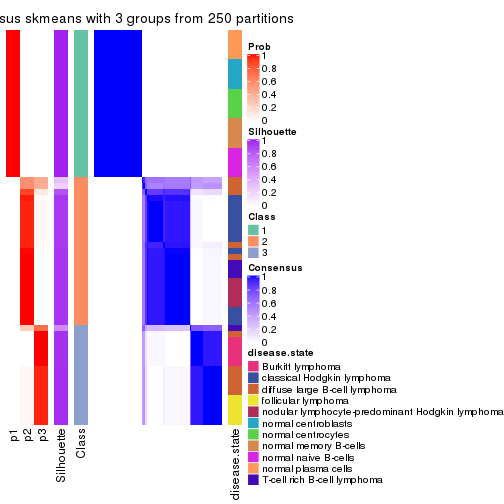 sus skmeans with 3 groups from 250 partitions
Prob
1
0.8
0.6
0.4
0.2
0
Silhouette
1
0.8
0.6
0.4
0.2
0
Class
1
2
3
Consensus
1
0.8
0.6
0.4
0.2
0
disease.state
Burkitt lymphoma
classical Hodgkin lymphoma
diffuse large B-cell lymphoma
follicular lymphoma
nodular lymphocyte-predominant Hodgkin lymphoma
normal centroblasts
normal centrocytes
normal memory B-cells
normal naive B-cells
normal plasma cells
T-cell rich B-cell lymphoma
p1
p2
p3
Silhouette
Class
disease.state